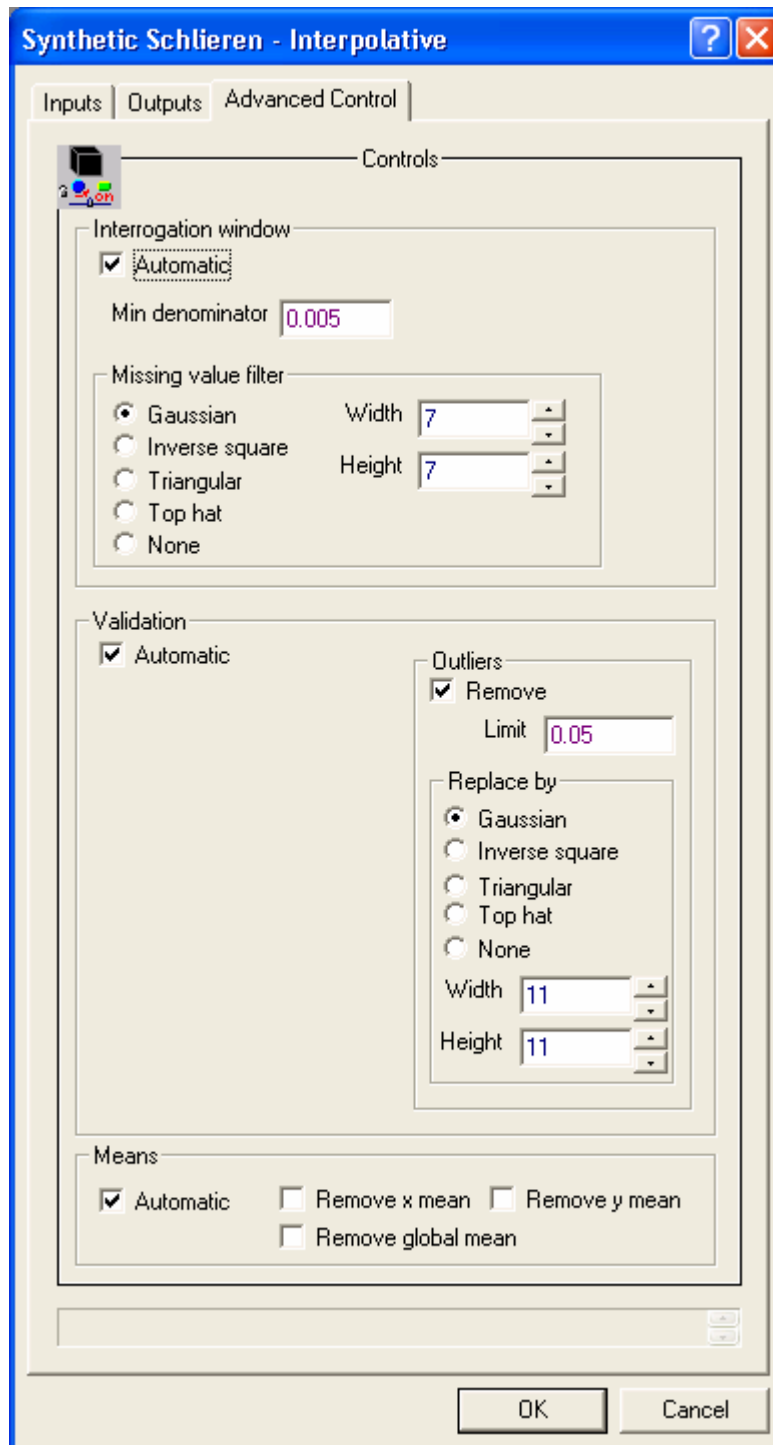 Synthetic Schlieren - Interpolative
Inputs Outputs Advanced Control
Controls
Interrogation window
Automatic
Min denominator 0.005
Missing value filter
Gaussian
Inverse square
Triangular
Top hat
None
Width 7
Height 7
Validation
Automatic
Outliers
Remove
Limit 0.05
Replace by
Gaussian
Inverse square
Triangular
Top hat
None
Width 11
Height 11
Means
Automatic Remove x mean Remove y mean
Remove global mean
OK Cancel